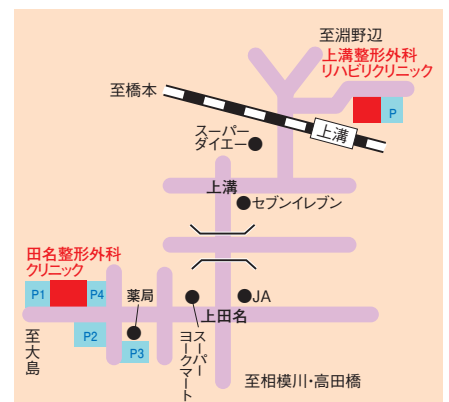 至淵野辺
上溝整形外科
リハビリクリニック
P
至橋本
上溝
スーパー
ダイエー
上溝
セブンイレブン
田名整形外科
クリニック
P1
P4
薬局
JA
上田名
P2
P3
スーパー
ヨークマート
至大島
至相模川・高田橋